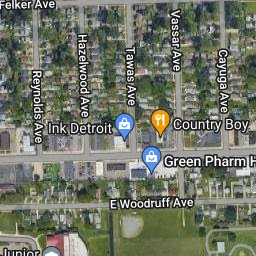 Felker Ave
Reynolds Ave
Hazelwood Ave
Tawas Ave
Vassar Ave
Cayuga Ave
Ink Detroit
Country Boy
Green Pharm H
E Woodruff Ave
Junior